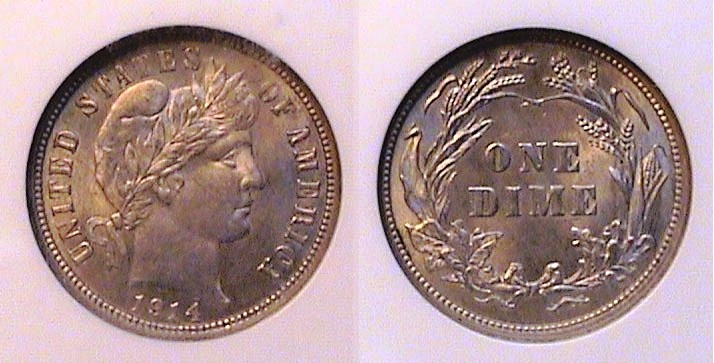 UNITED STATES OF AMERICA
1914
ONE
DIME